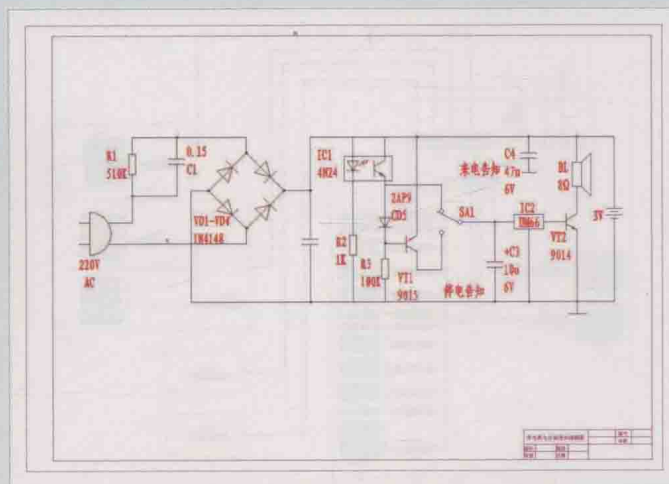 R1
510K
0.15
C1
220V
AC
VD1-VD4
1N4148
IC1
4N24
R2
1K
2AP9
CD5
R3
100K
VT1
9015
SA1
来电告知
停电告知
C4
47u
6V
+C3
10u
6V
IC2
VT2
9014
BL
8Ω
3V